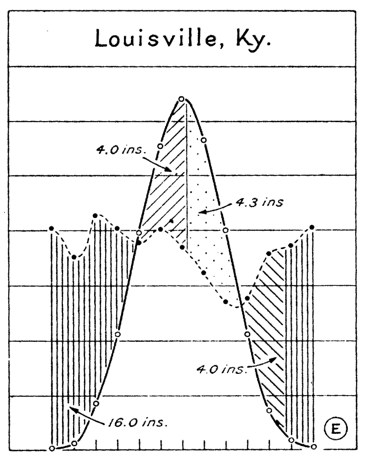 Louisville, Ky.
4.0 ins.
4.3 ins
4.0 ins.
16.0 ins.
E